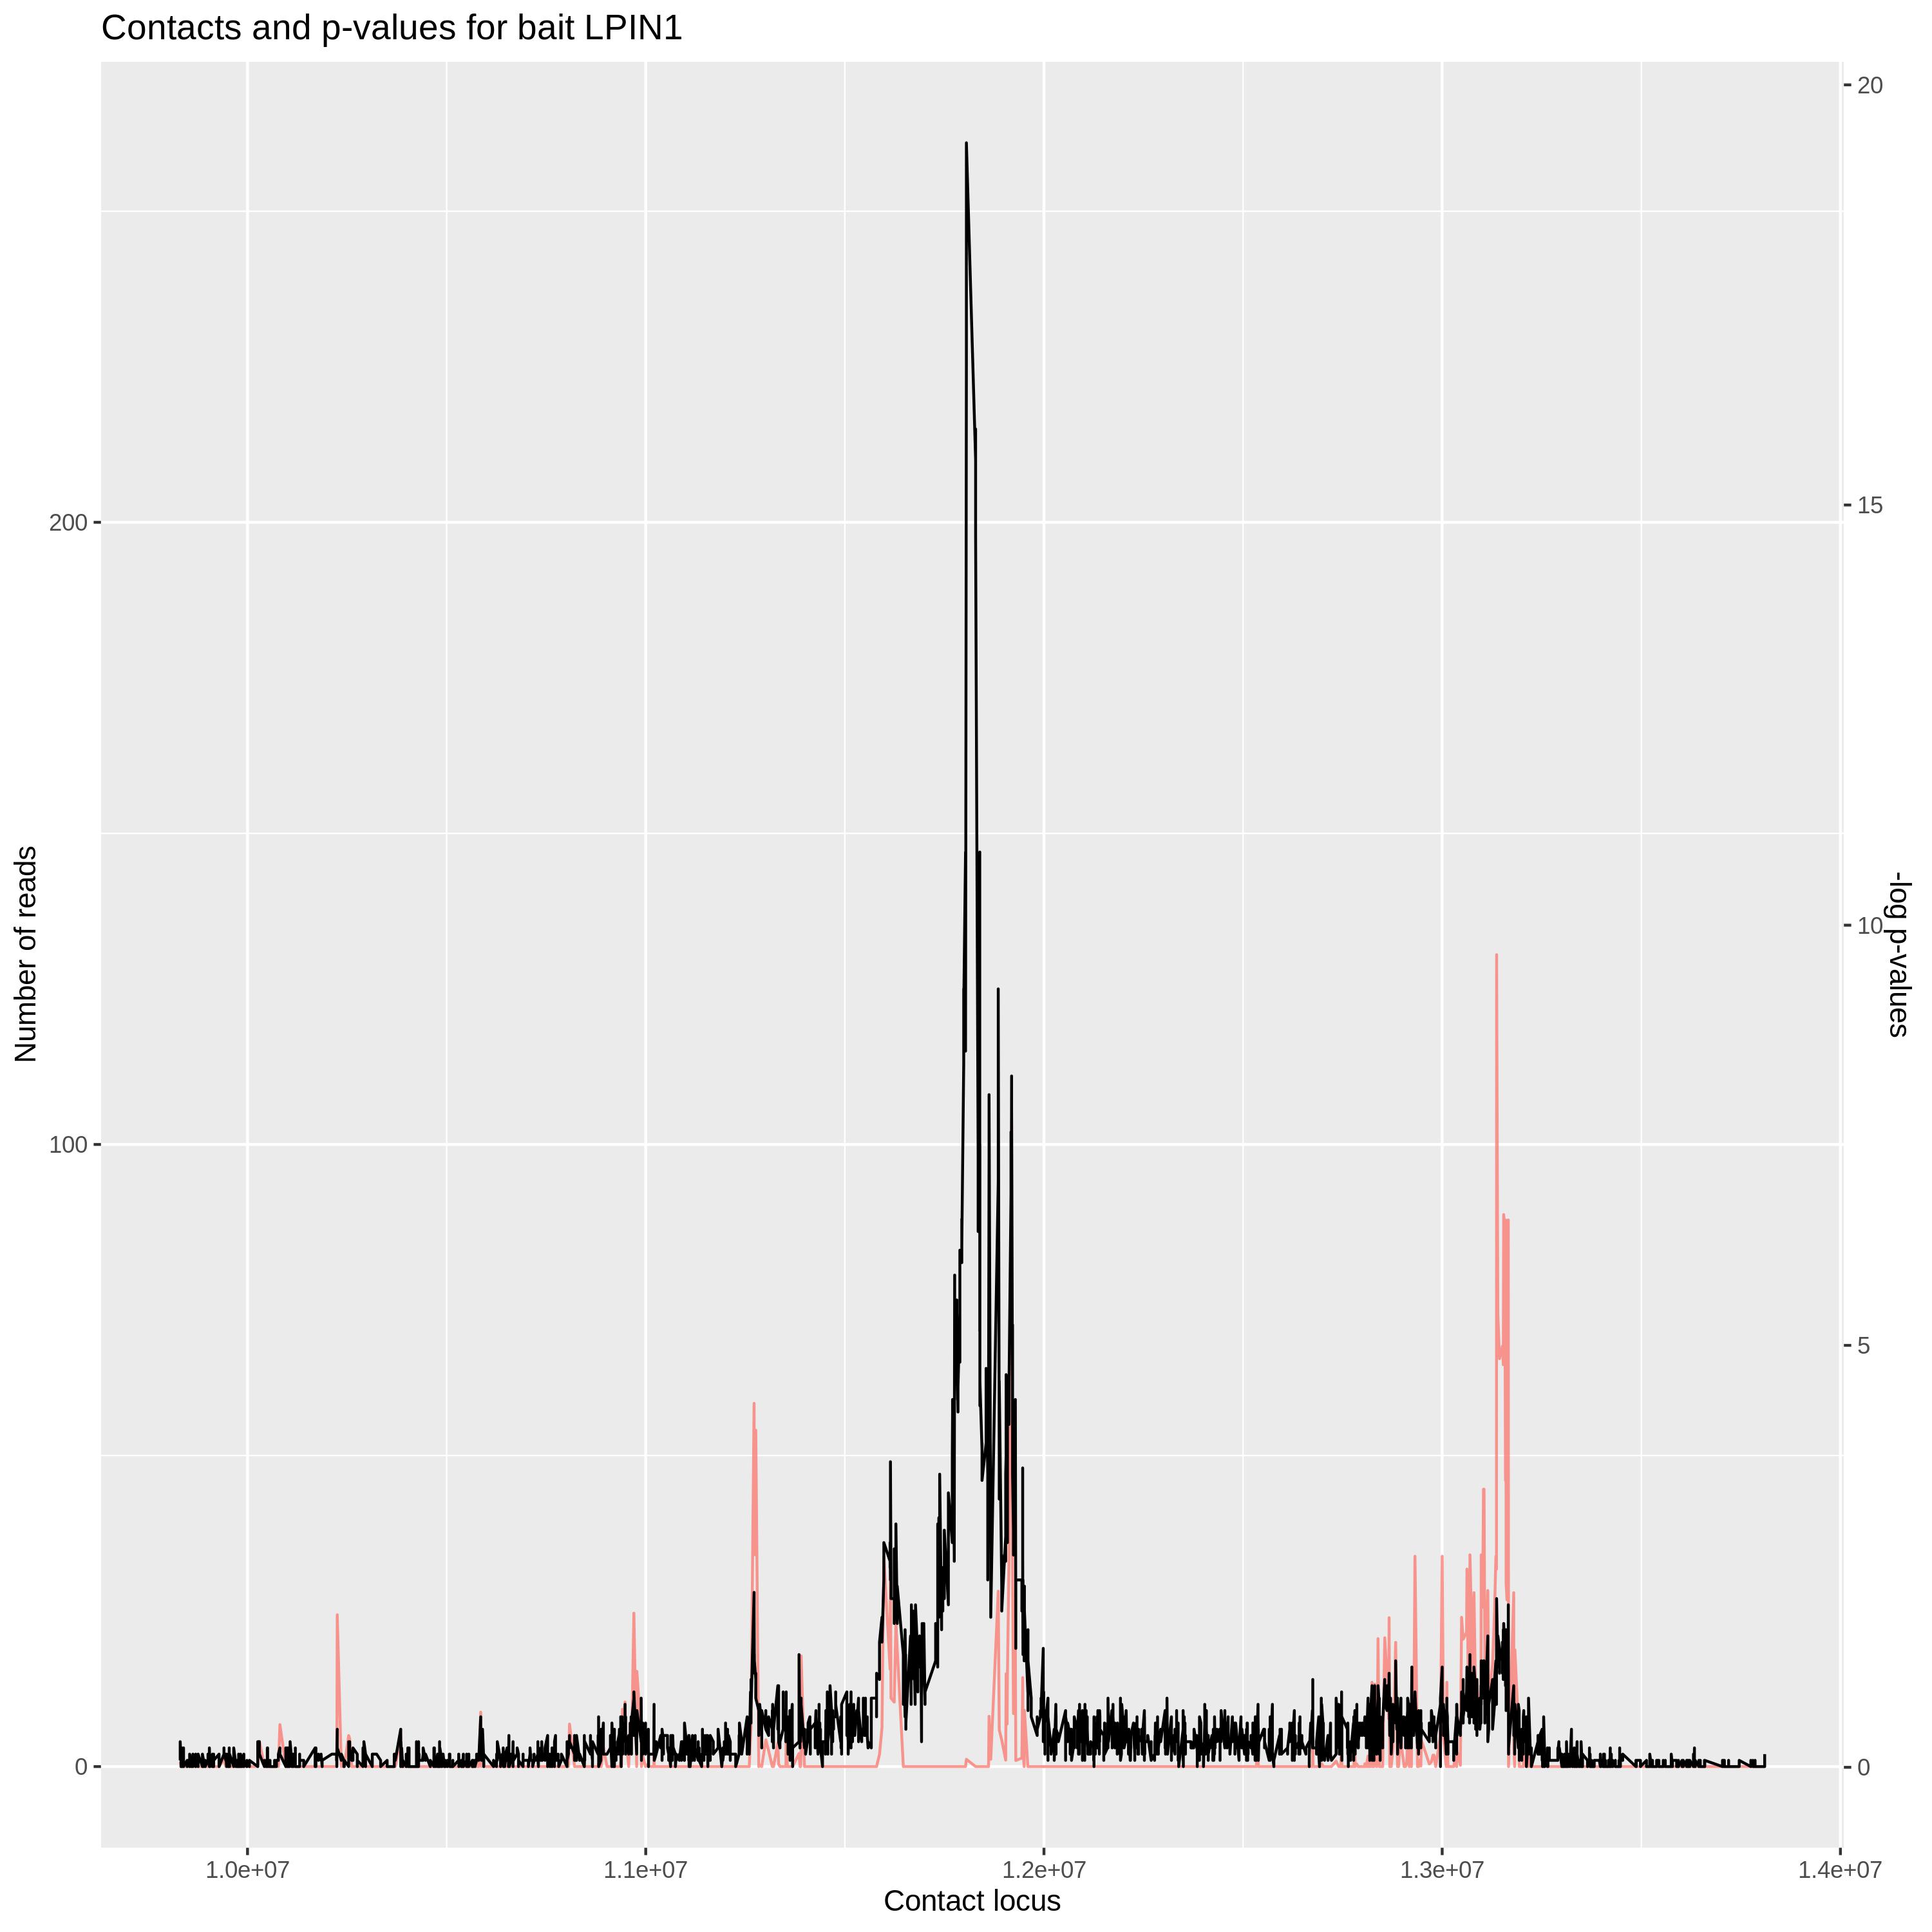 Contacts and p-values for bait LPIN1
Number of reads
200
100
0
20
15
10
5
0
-log p-values
1.0e+07
1.1e+07
1.2e+07
1.3e+07
1.4e+07
Contact locus